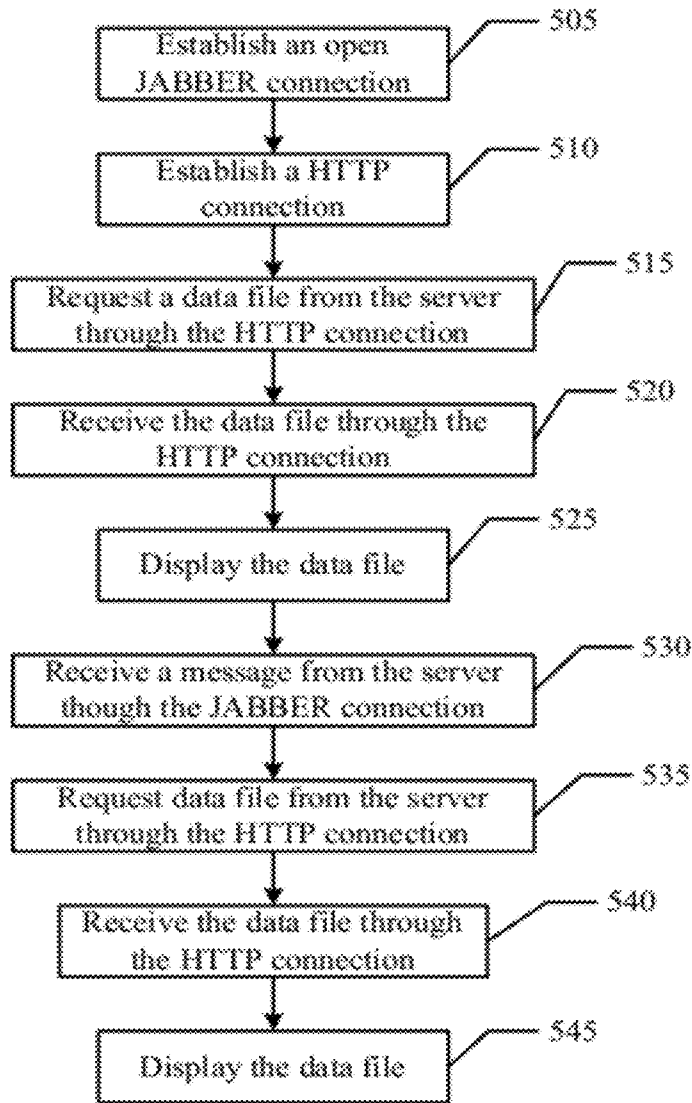 Establish an open
JABBER connection
505
Establish a HTTP
connection
510
Request a data file from the server
through the HTTP connection
515
Receive the data file through the
HTTP connection
520
Display the data file
525
Receive a message from the server
though the JABBER connection
530
Request data file from the server
through the HTTP connection
535
Receive the data file through
the HTTP connection
540
Display the data file
545